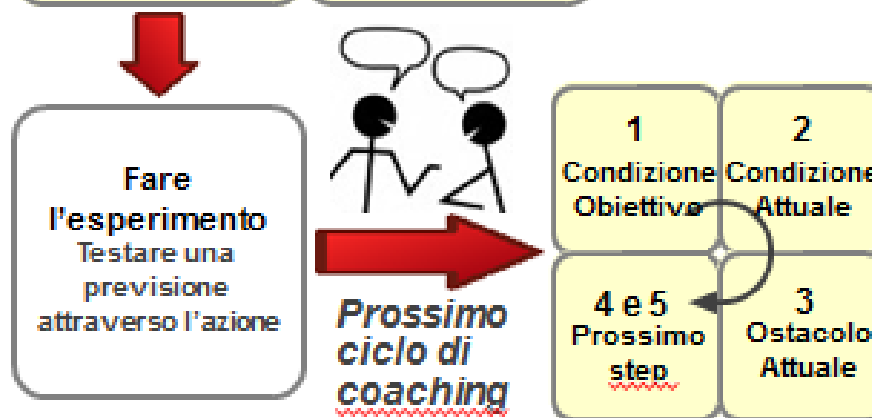 Fare
l'esperimento
Testare una
previsione
attraverso l'azione
Prossimo
ciclo di
coaching
1
Condizione
Obiettivo
2
Condizione
Attuale
4 e 5
Prossimo
step
3
Ostacolo
Attuale